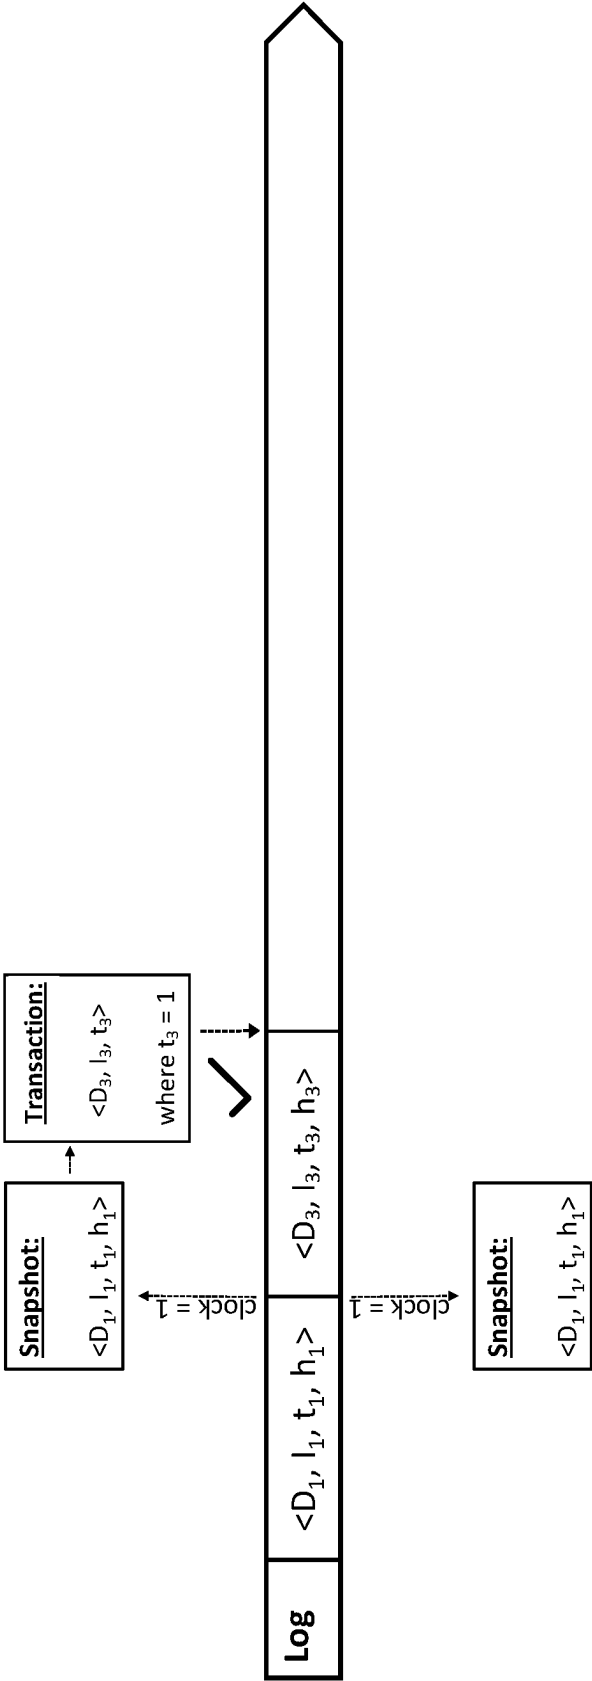 Snapshot:
<D₁, I₁, t₁, h₁>
Transaction:
<D₃, I₃, t₃>
where t₃ = 1
clock = 1
Log
<D₁, I₁, t₁, h₁>
<D₃, I₃, t₃, h₃>
clock = 1
Snapshot:
<D₁, I₁, t₁, h₁>